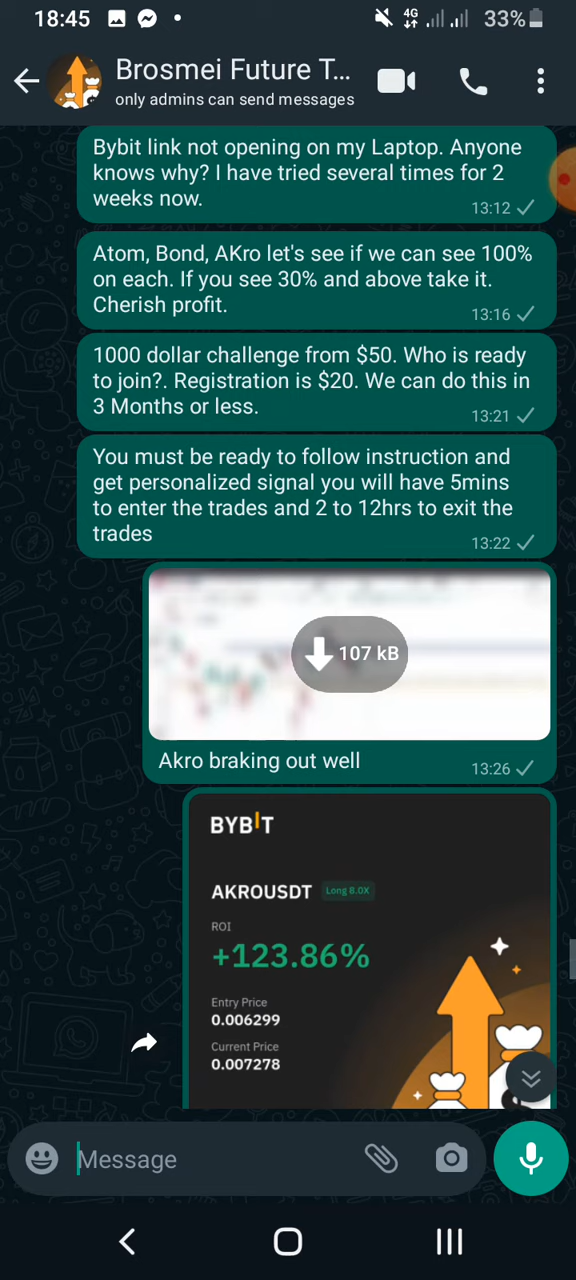 18:45
4G
33%
Brosmei Future T...
only admins can send messages
Bybit link not opening on my Laptop. Anyone
knows why? I have tried several times for 2
weeks now.
13:12
Atom, Bond, AKro let's see if we can see 100%
on each. If you see 30% and above take it.
Cherish profit.
13:16
1000 dollar challenge from $50. Who is ready
to join?. Registration is $20. We can do this in
3 Months or less.
13:21
You must be ready to follow instruction and
get personalized signal you will have 5mins
to enter the trades and 2 to 12hrs to exit the
trades
13:22
107 kB
Akro braking out well
13:26
BYBIT
AKROUSDT Long 8.0X
ROI
+123.86%
Entry Price
0.006299
Current Price
0.007278
Message